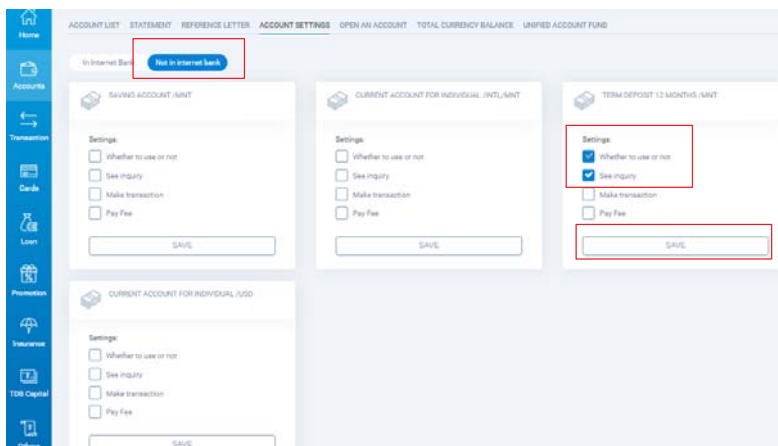 Home
Accounts
Transaction
Cards
Loan
Promotion
Insurance
TDB Capital
Others
ACCOUNT LIST STATEMENT REFERENCE LETTER ACCOUNT SETTINGS OPEN AN ACCOUNT TOTAL CURRENCY BALANCE UNIFIED ACCOUNT FUND
In Internet Bank Not in internet bank
SAVING ACCOUNT /MNT
Settings:
Whether to use or not
See inquiry
Make transaction
Pay Fee
SAVE
CURRENT ACCOUNT FOR INDIVIDUAL /INTL/MNT
Settings:
Whether to use or not
See inquiry
Make transaction
Pay Fee
SAVE
TERM DEPOSIT 12 MONTHS /MNT
Settings:
Whether to use or not
See inquiry
Make transaction
Pay Fee
SAVE
CURRENT ACCOUNT FOR INDIVIDUAL /USD
Settings:
Whether to use or not
See inquiry
Make transaction
Pay Fee
SAVE